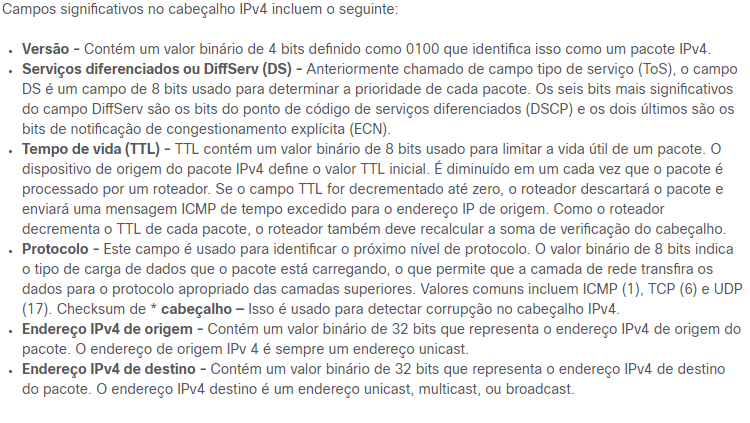 Campos significativos no cabeçalho IPv4 incluem o seguinte:
• Versão - Contém um valor binário de 4 bits definido como 0100 que identifica isso como um pacote IPv4.
• Serviços diferenciados ou DiffServ (DS) - Anteriormente chamado de campo tipo de serviço (ToS), o campo
DS é um campo de 8 bits usado para determinar a prioridade de cada pacote. Os seis bits mais significativos
do campo DiffServ são os bits do ponto de código de serviços diferenciados (DSCP) e os dois últimos são os
bits de notificação de congestionamento explícita (ECN).
• Tempo de vida (TTL) - TTL contém um valor binário de 8 bits usado para limitar a vida útil de um pacote. O
dispositivo de origem do pacote IPv4 define o valor TTL inicial. É diminuído em um cada vez que o pacote é
processado por um roteador. Se o campo TTL for decrementado até zero, o roteador descartará o pacote e
enviará uma mensagem ICMP de tempo excedido para o endereço IP de origem. Como o roteador
decrementa o TTL de cada pacote, o roteador também deve recalcular a soma de verificação do cabeçalho.
• Protocolo - Este campo é usado para identificar o próximo nível de protocolo. O valor binário de 8 bits indica
o tipo de carga de dados que o pacote está carregando, o que permite que a camada de rede transfira os
dados para o protocolo apropriado das camadas superiores. Valores comuns incluem ICMP (1), TCP (6) e UDP
(17). Checksum de * cabeçalho – Isso é usado para detectar corrupção no cabeçalho IPv4.
• Endereço IPv4 de origem - Contém um valor binário de 32 bits que representa o endereço IPv4 de origem do
pacote. O endereço de origem IPv 4 é sempre um endereço unicast.
• Endereço IPv4 de destino - Contém um valor binário de 32 bits que representa o endereço IPv4 de destino
do pacote. O endereço IPv4 destino é um endereço unicast, multicast, ou broadcast.